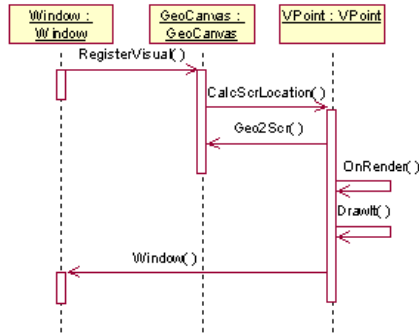 Window :
Window
GeoCanvas :
GeoCanvas
VPoint : VPoint
RegisterVisual( )
CalcScrLocation( )
Geo2Scr( )
OnRender( )
DrawIt( )
Window( )